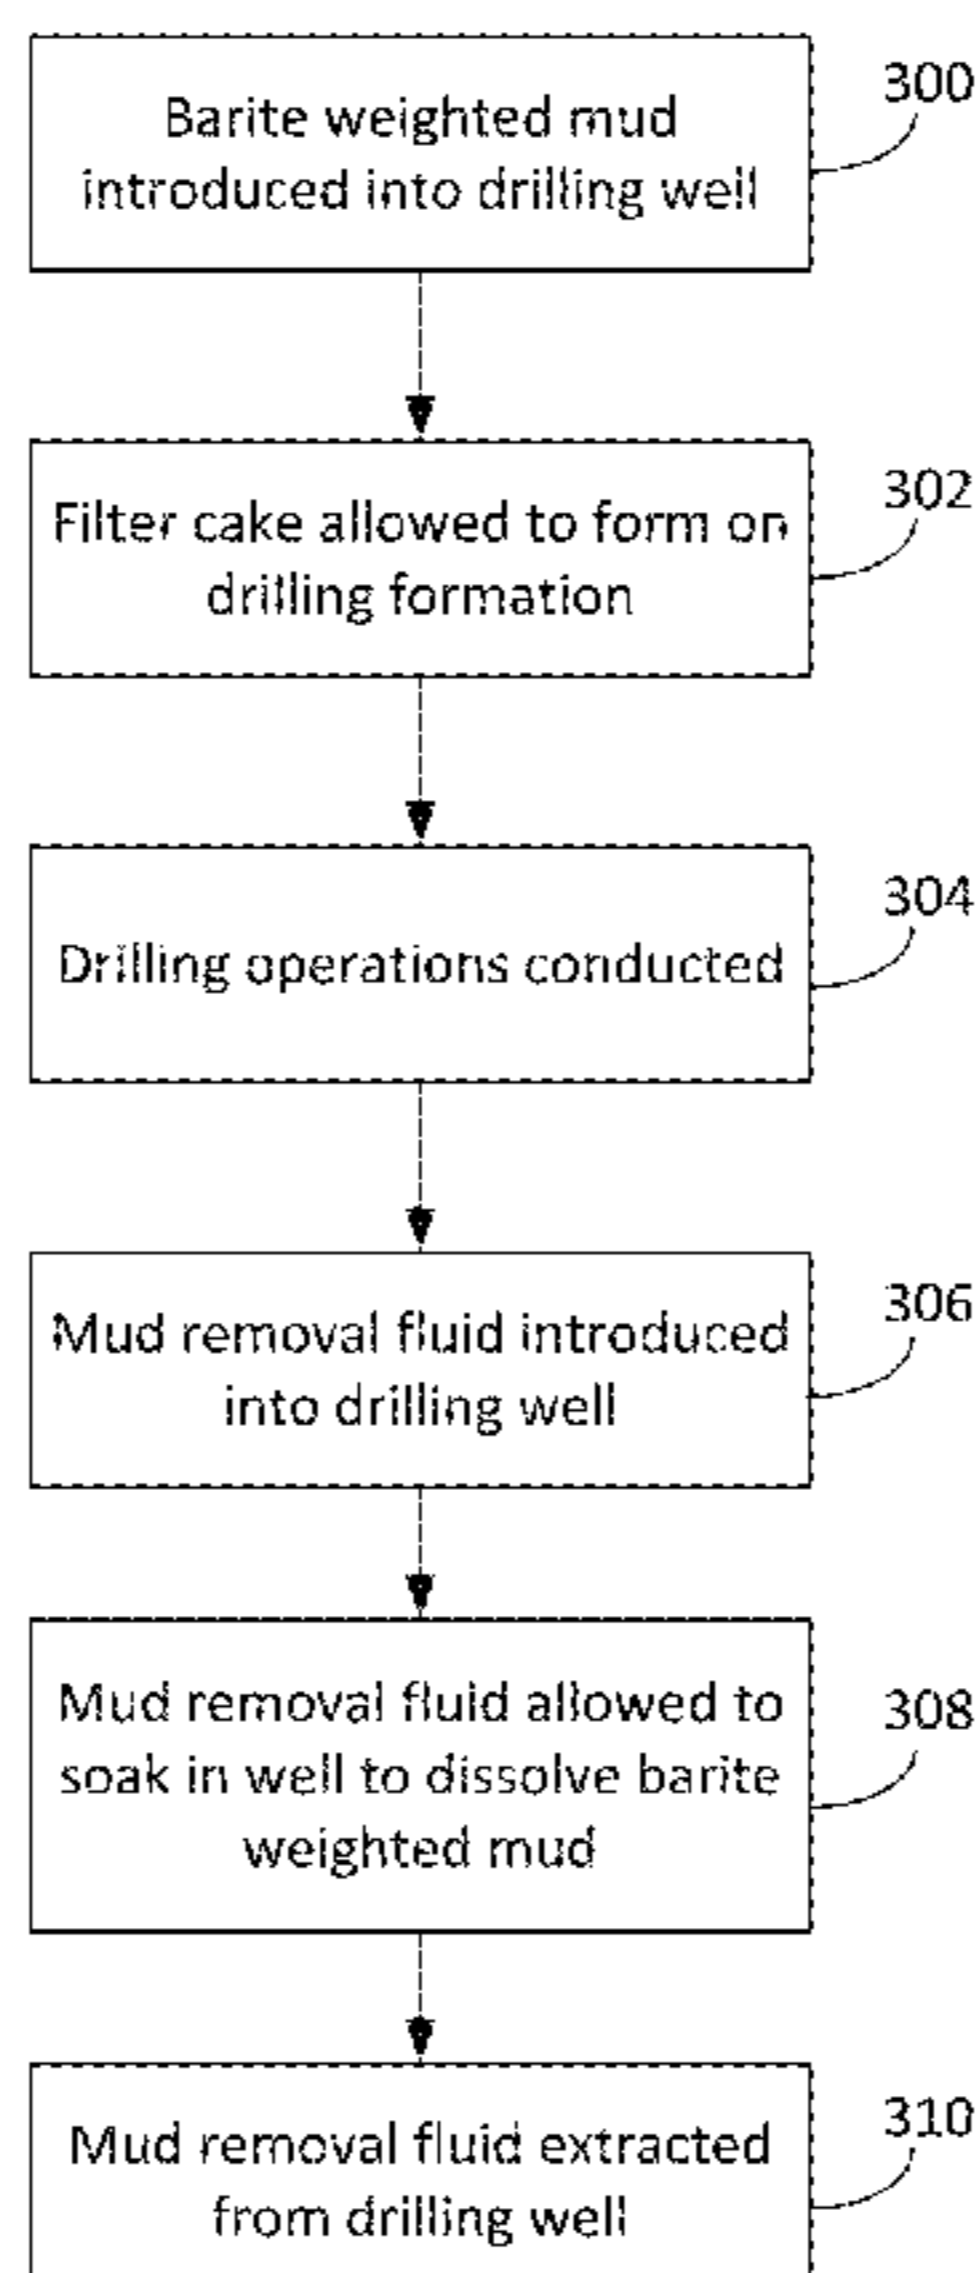 Barite weighted mud
introduced into drilling well
300
Filter cake allowed to form on
drilling formation
302
Drilling operations conducted
304
Mud removal fluid introduced
into drilling well
306
Mud removal fluid allowed to
soak in well to dissolve barite
weighted mud
308
Mud removal fluid extracted
from drilling well
310